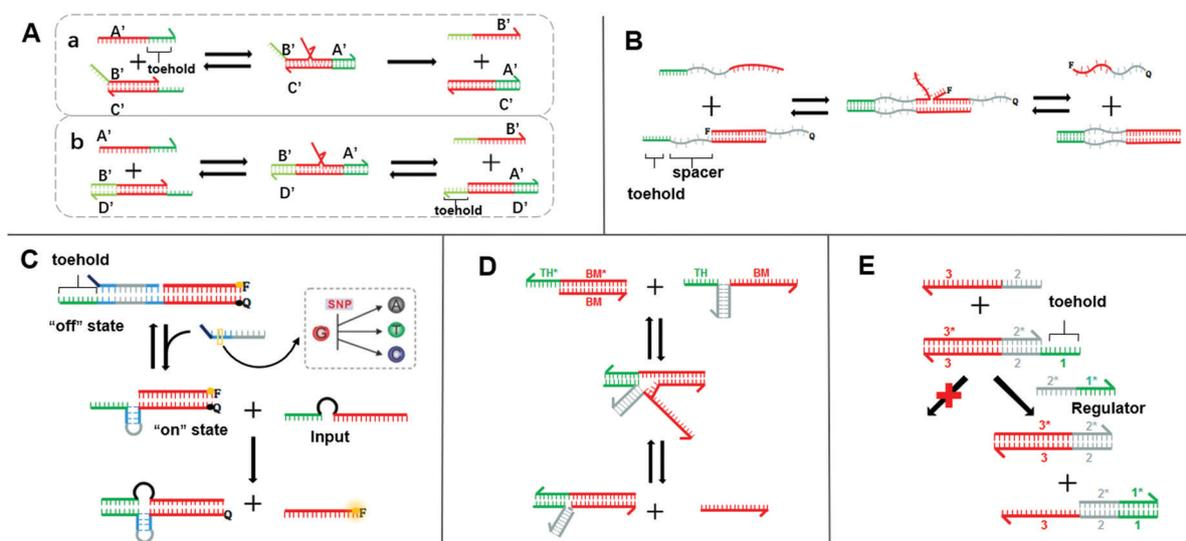 A
a
A'
toehold
B'
C'
B'
A'
C'
B'
A'
C'
b
A'
B'
D'
B'
A'
D'
B'
A'
toehold
D'
B
F
Q
toehold
spacer
F
Q
F
Q
C
toehold
F
Q
"off" state
SNP
G
A
T
C
F
Q
"on" state
Input
Q
F
D
TH*
BM*
BM
TH
BM
E
3
2
toehold
3*
2*
3
2
1
2*
1*
Regulator
3*
2*
3
2
2*
1*
3
2
1